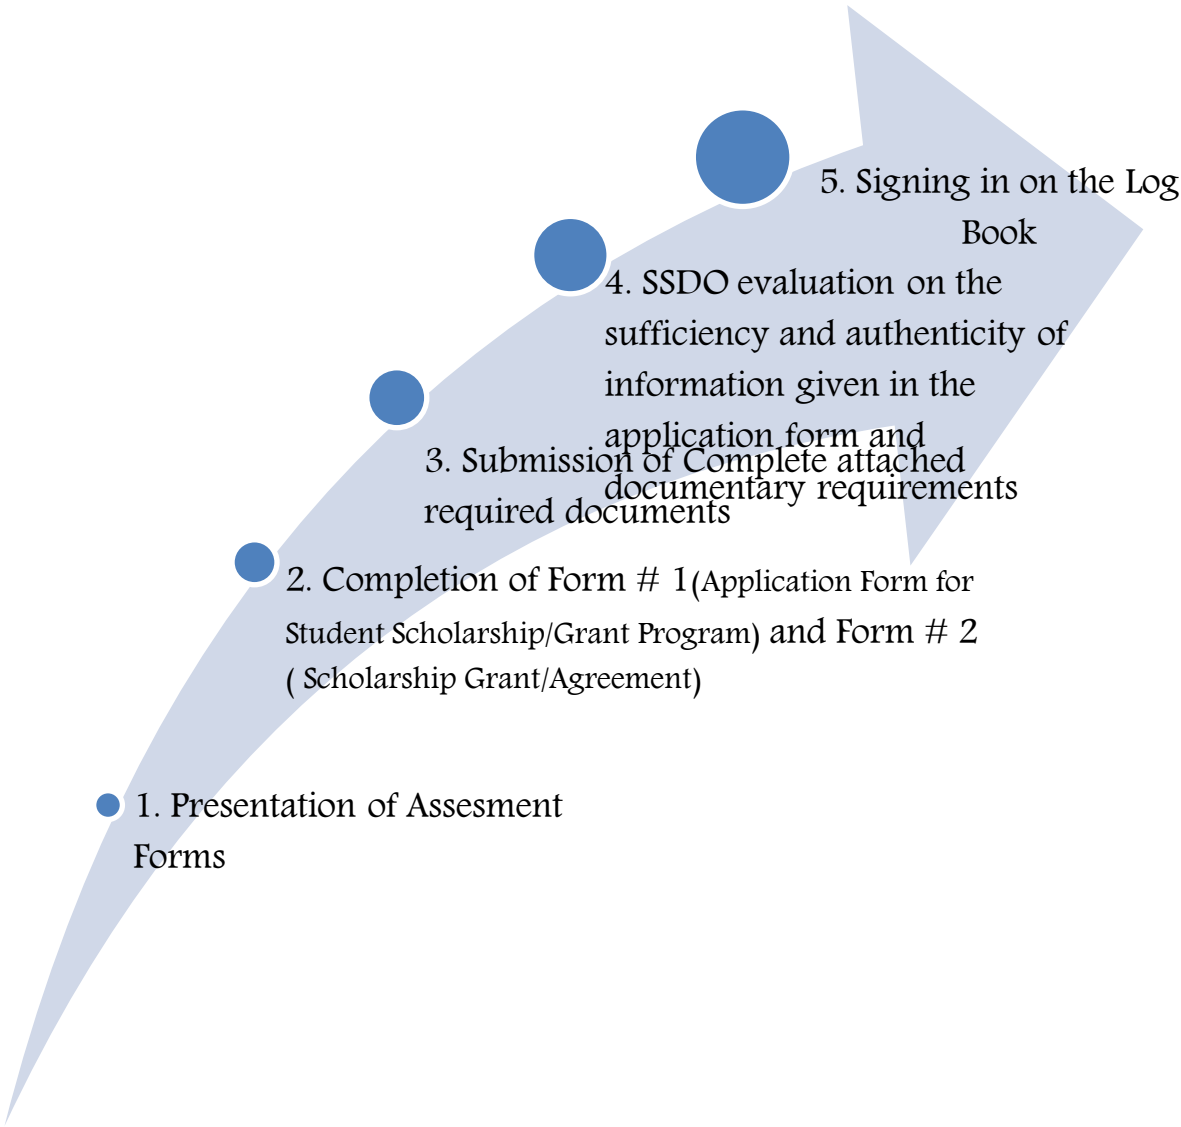 5. Signing in on the Log
Book
4. SSDO evaluation on the
sufficiency and authenticity of
information given in the
application form and
documentary requirements
3. Submission of Complete attached
required documents
2. Completion of Form # 1(Application Form for
Student Scholarship/Grant Program) and Form # 2
( Scholarship Grant/Agreement)
1. Presentation of Assesment
Forms